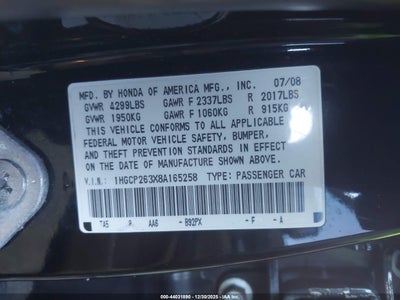 MFD. BY HONDA OF AMERICA MFG., INC. 07/08
GVWR 4299LBS GAWR F 2337LBS R 2017LBS
GVWR 1950KG GAWR F 1060KG R 915KG
THIS VEHICLE CONFORMS TO ALL APPLICABLE
FEDERAL MOTOR VEHICLE SAFETY, BUMPER,
AND THEFT PREVENTION STANDARDS IN EFFECT
ON THE DATE OF MANUFACTURE SHOWN ABOVE.
1HGCP263X8A165258 TYPE: PASSENGER CAR
AA6 - B92PX - F - A
©00-44031890 - 12/30/2025 - IAA Inc. -